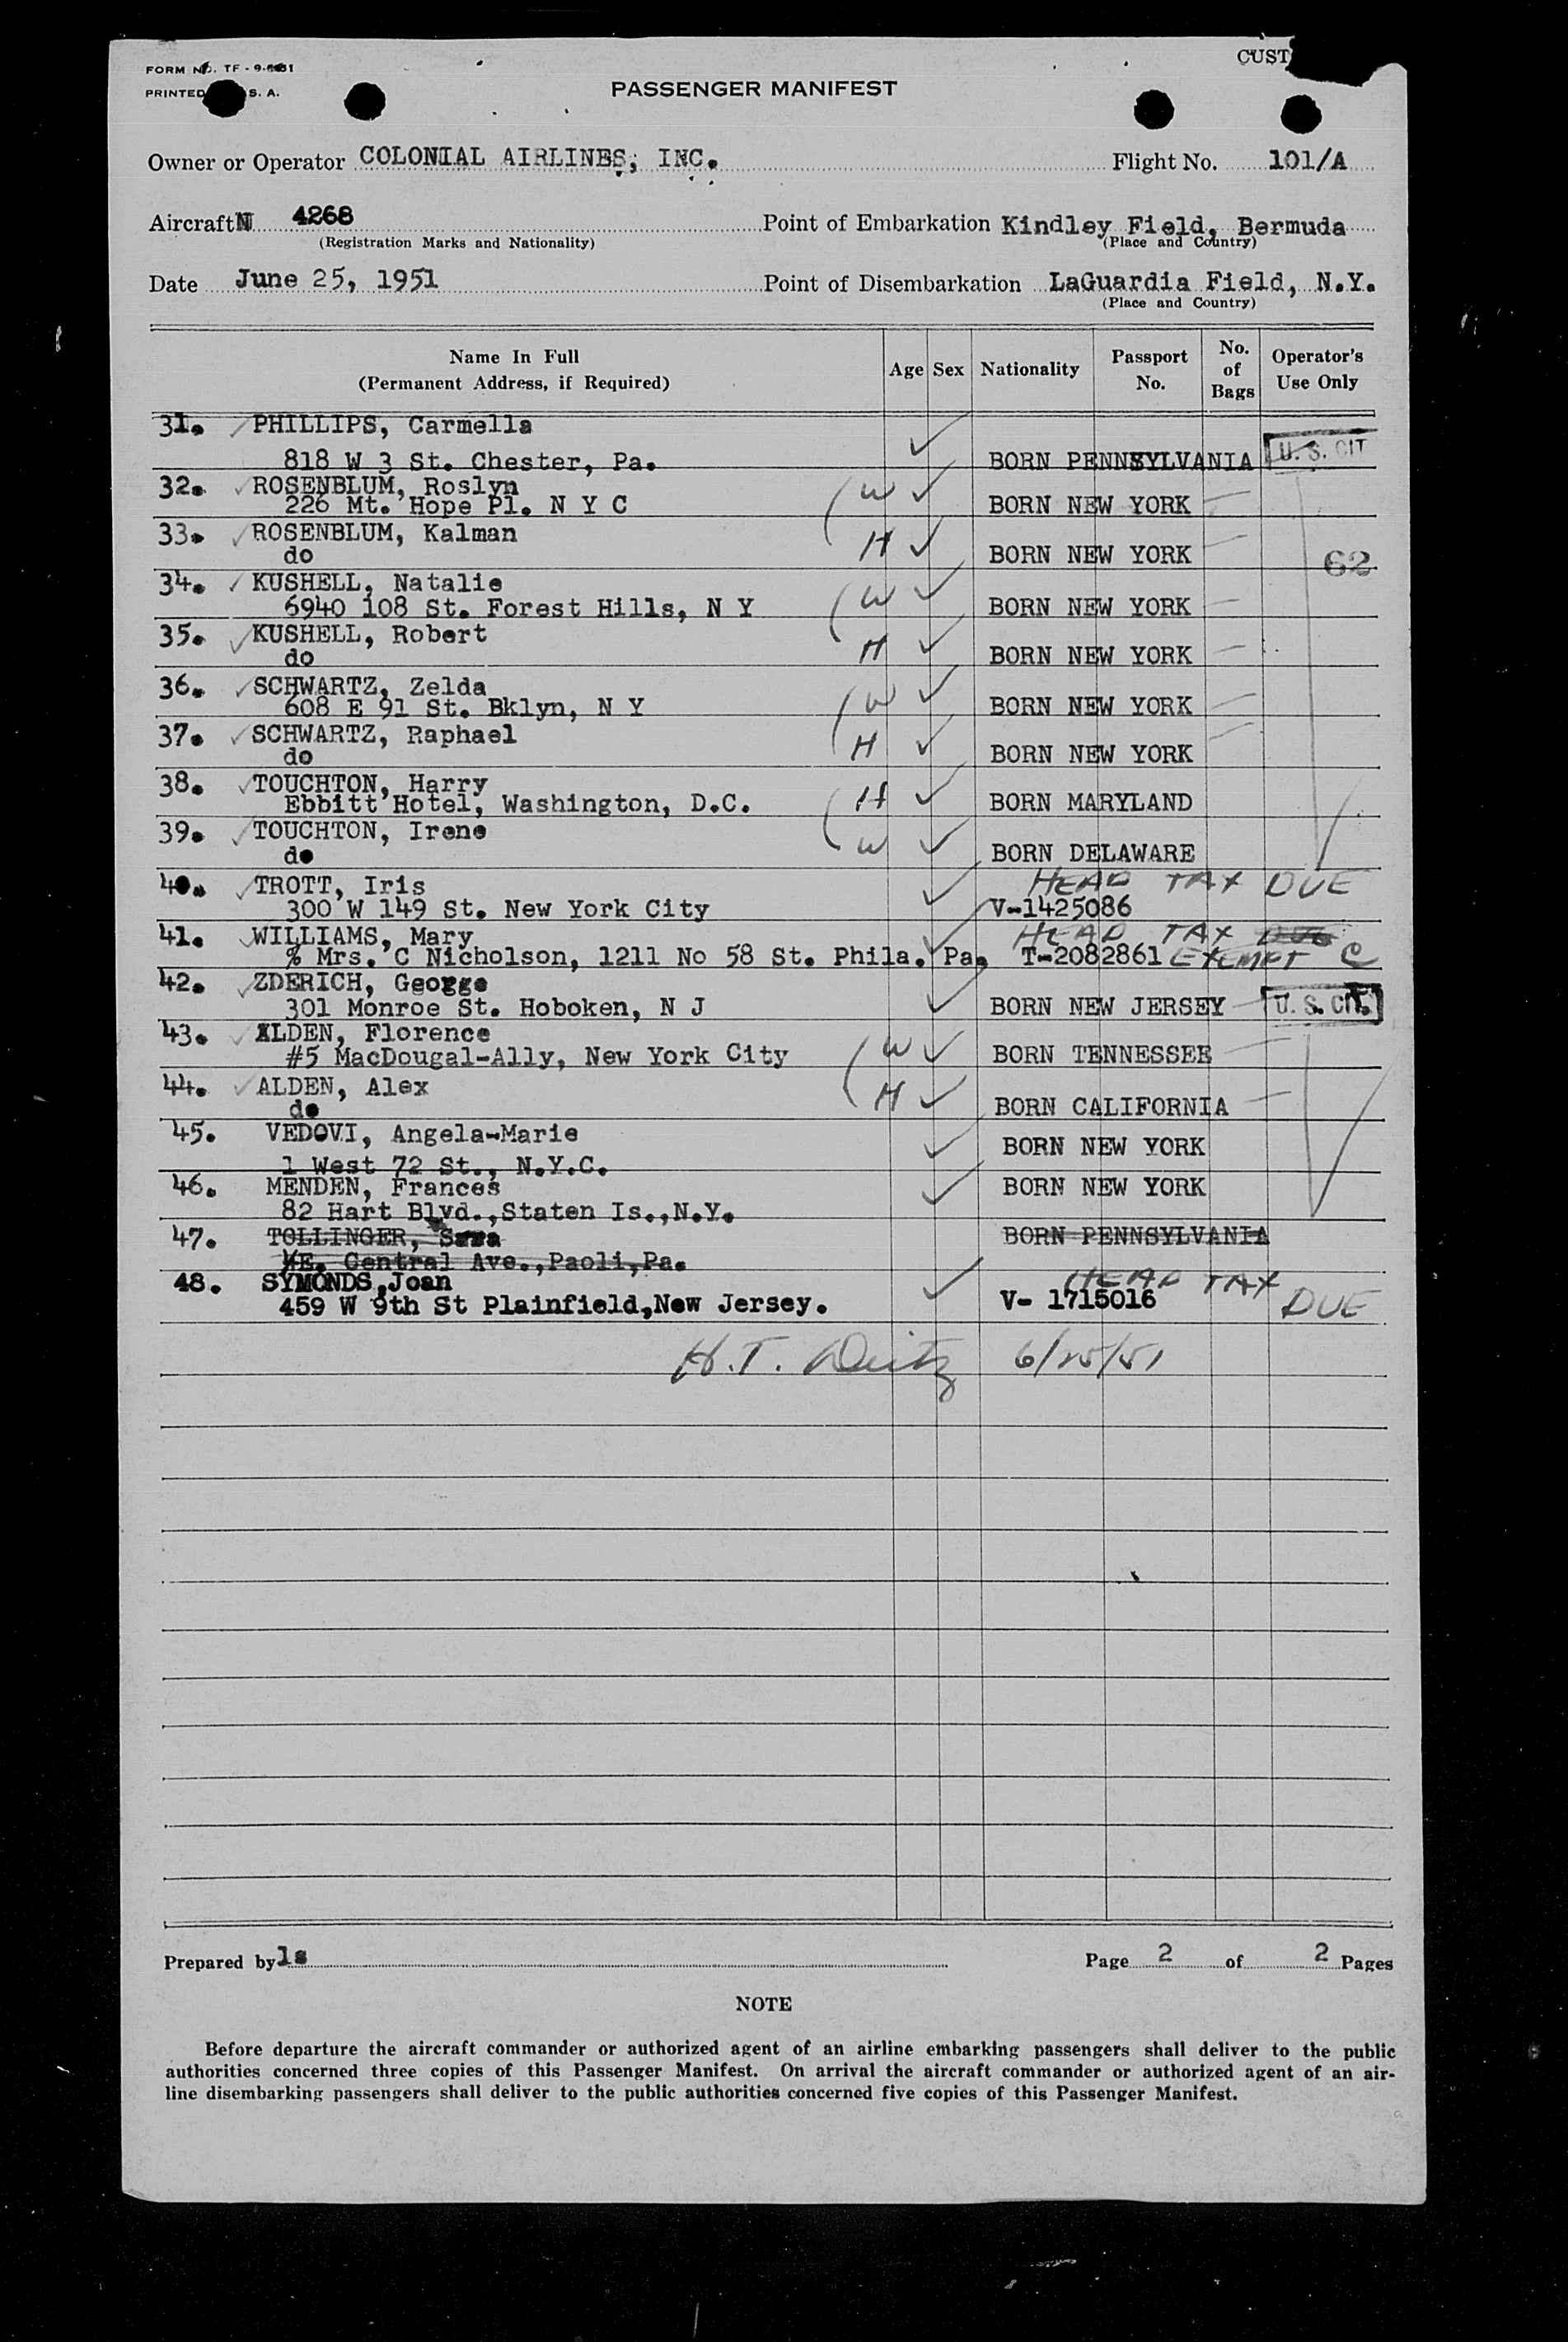 CUST
FORM NO. TF-9-
PRINTED S. A.
PASSENGER MANIFEST
Owner or Operator COLONIAL AIRLINES, INC. Flight No. 101/A
Aircraft N 4268 Point of Embarkation Kindley Field, Bermuda
(Registration Marks and Nationality) (Place and Country)
Date June 25, 1951 Point of Disembarkation LaGuardia Field, N.Y.
(Place and Country)
Name In Full (Permanent Address, if Required) Age Sex Nationality Passport No. No. of Bags Operator's Use Only
31. PHILLIPS, Carmella
818 W 3 St. Chester, Pa. BORN PENNSYLVANIA U. S. CIT
32. ROSENBLUM, Roslyn
226 Mt. Hope Pl. N Y C W BORN NEW YORK
33. ROSENBLUM, Kalman
do H BORN NEW YORK 62
34. KUSHELL, Natalie
6940 108 St. Forest Hills, N Y W BORN NEW YORK
35. KUSHELL, Robert
do H BORN NEW YORK
36. SCHWARTZ, Zelda
608 E 91 St. Bklyn, N Y W BORN NEW YORK
37. SCHWARTZ, Raphael
do H BORN NEW YORK
38. TOUCHTON, Harry
Ebbitt Hotel, Washington, D.C. H BORN MARYLAND
39. TOUCHTON, Irene
do W BORN DELAWARE
40. TROTT, Iris HEAD TAX DUE
300 W 149 St. New York City V-1425086
41. WILLIAMS, Mary HEAD TAX DUE
% Mrs. C Nicholson, 1211 No 58 St. Phila. Pa. T-2082861 EXEMPT C
42. ZDERICH, George
301 Monroe St. Hoboken, N J BORN NEW JERSEY U. S. CIT.
43. ALDEN, Florence
#5 MacDougal-Ally, New York City W BORN TENNESSEE
44. ALDEN, Alex
do H BORN CALIFORNIA
45. VEDOVI, Angela-Marie BORN NEW YORK
1 West 72 St., N.Y.C.
46. MENDEN, Frances BORN NEW YORK
82 Hart Blvd.,Staten Is.,N.Y.
47. TOLLINGER, Sara BORN PENNSYLVANIA
E. Central Ave.,Paoli,Pa.
48. SYMONDS,Joan HEAD TAX
459 W 9th St Plainfield,New Jersey. V- 1715016 DUE
H.T. Deitz 6/25/51
Prepared by ls Page 2 of 2 Pages
NOTE
Before departure the aircraft commander or authorized agent of an airline embarking passengers shall deliver to the public
authorities concerned three copies of this Passenger Manifest. On arrival the aircraft commander or authorized agent of an air-
line disembarking passengers shall deliver to the public authorities concerned five copies of this Passenger Manifest.